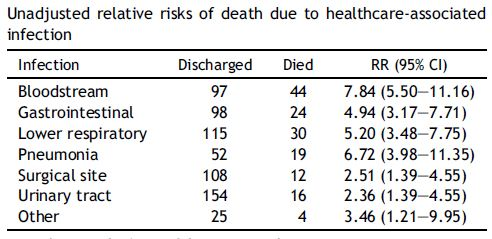 Unadjusted relative risks of death due to healthcare-associated
infection
Infection Discharged Died RR (95% CI)
Bloodstream 97 44 7.84 (5.50—11.16)
Gastrointestinal 98 24 4.94 (3.17—7.71)
Lower respiratory 115 30 5.20 (3.48—7.75)
Pneumonia 52 19 6.72 (3.98—11.35)
Surgical site 108 12 2.51 (1.39—4.55)
Urinary tract 154 16 2.36 (1.39—4.55)
Other 25 4 3.46 (1.21—9.95)